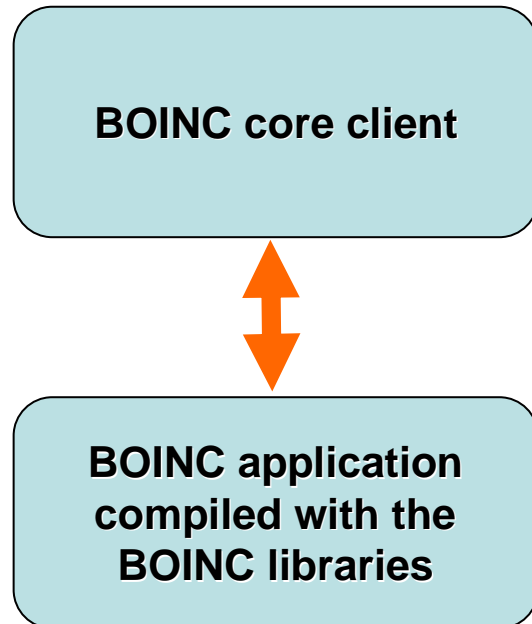 BOINC core client
BOINC application
compiled with the
BOINC libraries